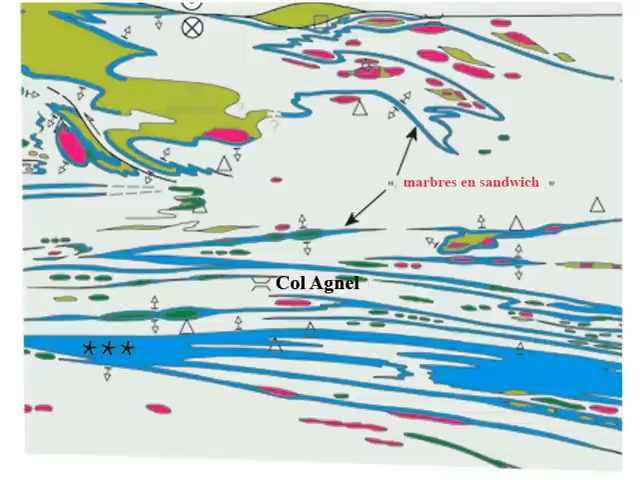 " marbres en sandwich "
Col Agnel
? ?
?
***